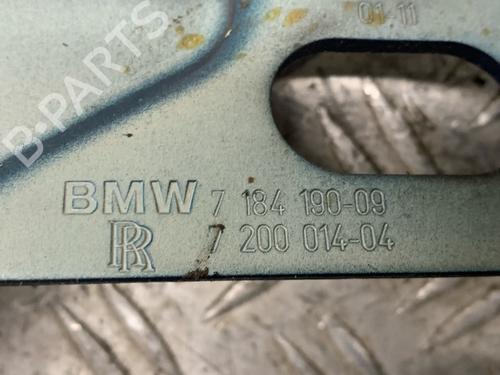 01-11
B-PARTS
BMW 7 184 190-09
RR 7 200 014-04